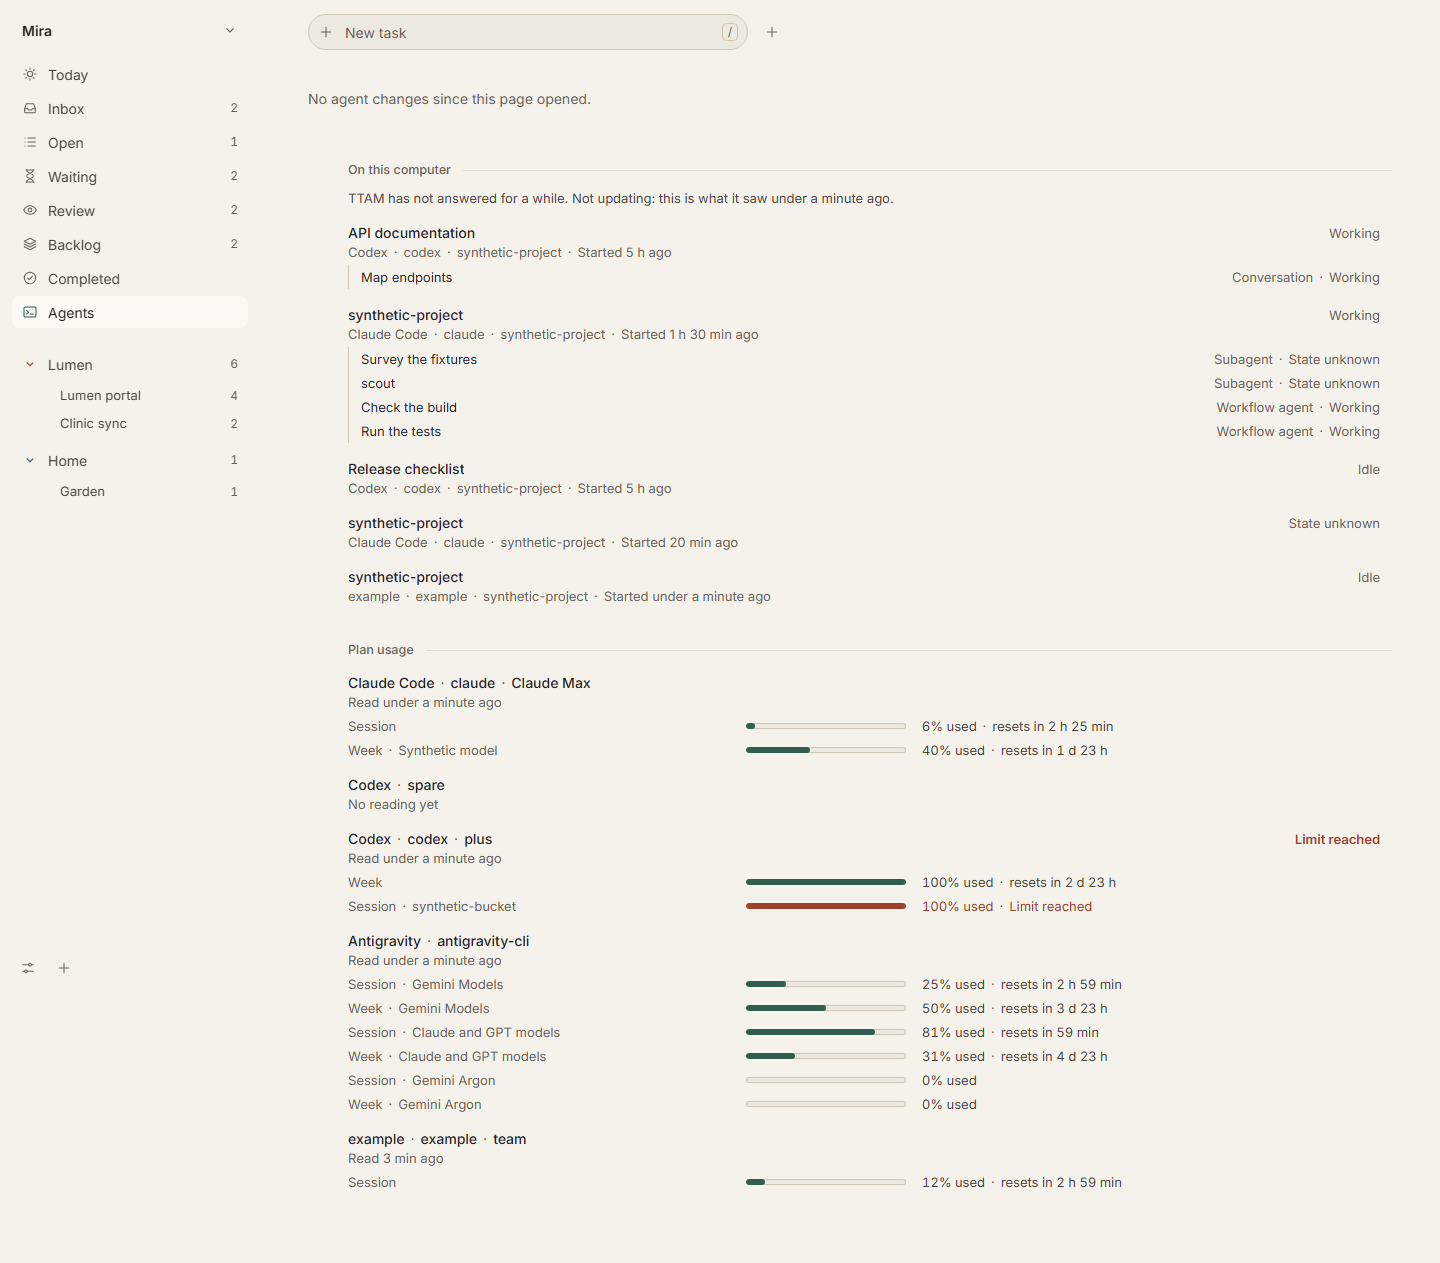 Mira
New task
/
Today
Inbox 2
Open 1
Waiting 2
Review 2
Backlog 2
Completed
Agents
Lumen 6
Lumen portal 4
Clinic sync 2
Home 1
Garden 1
No agent changes since this page opened.
On this computer
TTAM has not answered for a while. Not updating: this is what it saw under a minute ago.
API documentation Working
Codex · codex · synthetic-project · Started 5 h ago
Map endpoints Conversation · Working
synthetic-project Working
Claude Code · claude · synthetic-project · Started 1 h 30 min ago
Survey the fixtures Subagent · State unknown
scout Subagent · State unknown
Check the build Workflow agent · Working
Run the tests Workflow agent · Working
Release checklist Idle
Codex · codex · synthetic-project · Started 5 h ago
synthetic-project State unknown
Claude Code · claude · synthetic-project · Started 20 min ago
synthetic-project Idle
example · example · synthetic-project · Started under a minute ago
Plan usage
Claude Code · claude · Claude Max
Read under a minute ago
Session 6% used · resets in 2 h 25 min
Week · Synthetic model 40% used · resets in 1 d 23 h
Codex · spare
No reading yet
Codex · codex · plus Limit reached
Read under a minute ago
Week 100% used · resets in 2 d 23 h
Session · synthetic-bucket 100% used · Limit reached
Antigravity · antigravity-cli
Read under a minute ago
Session · Gemini Models 25% used · resets in 2 h 59 min
Week · Gemini Models 50% used · resets in 3 d 23 h
Session · Claude and GPT models 81% used · resets in 59 min
Week · Claude and GPT models 31% used · resets in 4 d 23 h
Session · Gemini Argon 0% used
Week · Gemini Argon 0% used
example · example · team
Read 3 min ago
Session 12% used · resets in 2 h 59 min